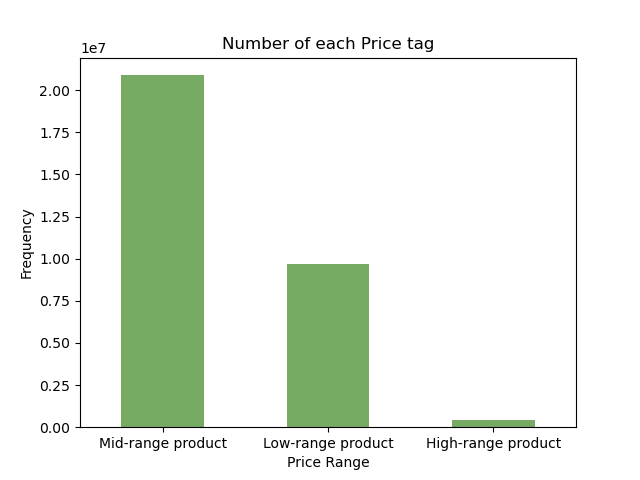 Number of each Price tag
1e7
2.00
1.75
1.50
1.25
1.00
0.75
0.50
0.25
0.00
Frequency
Mid-range product Low-range product High-range product
Price Range